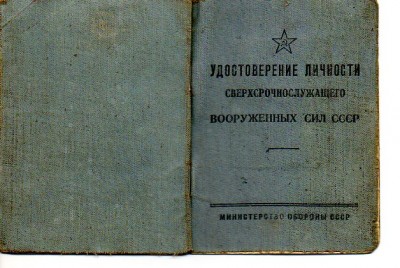 УДОСТОВЕРЕНИЕ ЛИЧНОСТИ
СВЕРХСРОЧНОСЛУЖАЩЕГО
ВООРУЖЕННЫХ СИЛ СССР
МИНИСТЕРСТВО ОБОРОНЫ СССР